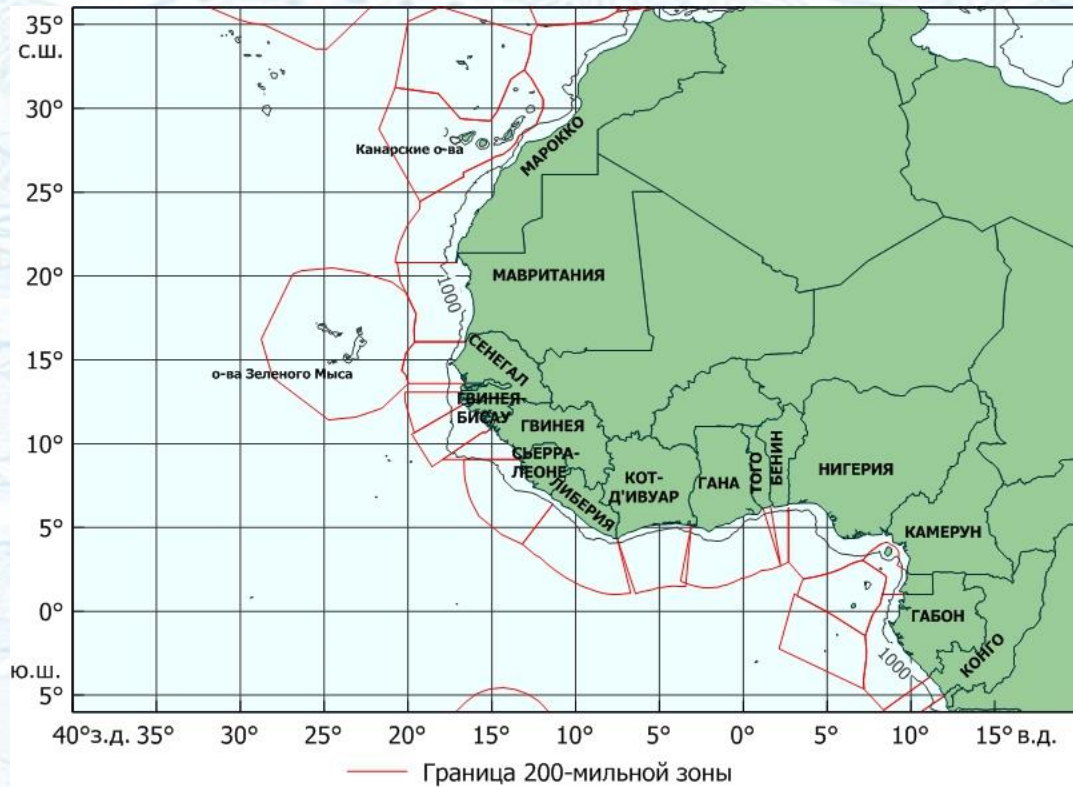 35°
с.ш.
30°
25°
20°
15°
10°
5°
0°
ю.ш.
5°
Канарские о-ва
МАРОККО
МАВРИТАНИЯ
1000
о-ва Зеленого Мыса
СЕНЕГАЛ
ГВИНЕЯ-
БИСАУ
ГВИНЕЯ
СЬЕРРА-
ЛЕОНЕ
ЛИБЕРИЯ
КОТ-
Д'ИВУАР
ГАНА
ТОГО
БЕНИН
НИГЕРИЯ
КАМЕРУН
ГАБОН
КОНГО
1000
40°з.д. 35° 30° 25° 20° 15° 10° 5° 0° 5° 10° 15° в.д.
Граница 200-мильной зоны